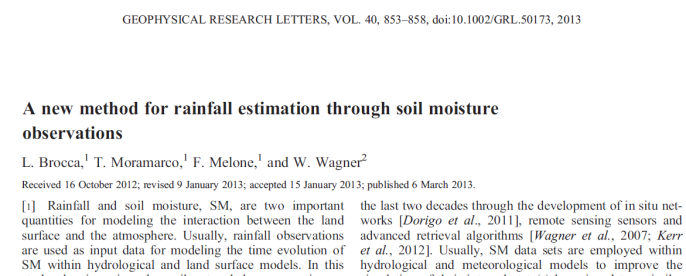 GEOPHYSICAL RESEARCH LETTERS, VOL. 40, 853–858, doi:10.1002/GRL.50173, 2013
A new method for rainfall estimation through soil moisture
observations
L. Brocca,1 T. Moramarco,1 F. Melone,1 and W. Wagner2
Received 16 October 2012; revised 9 January 2013; accepted 15 January 2013; published 6 March 2013.
[1] Rainfall and soil moisture, SM, are two important
quantities for modeling the interaction between the land
surface and the atmosphere. Usually, rainfall observations
are used as input data for modeling the time evolution of
SM within hydrological and land surface models. In this
the last two decades through the development of in situ net-
works [Dorigo et al., 2011], remote sensing sensors and
advanced retrieval algorithms [Wagner et al., 2007; Kerr
et al., 2012]. Usually, SM data sets are employed within
hydrological and meteorological models to improve the